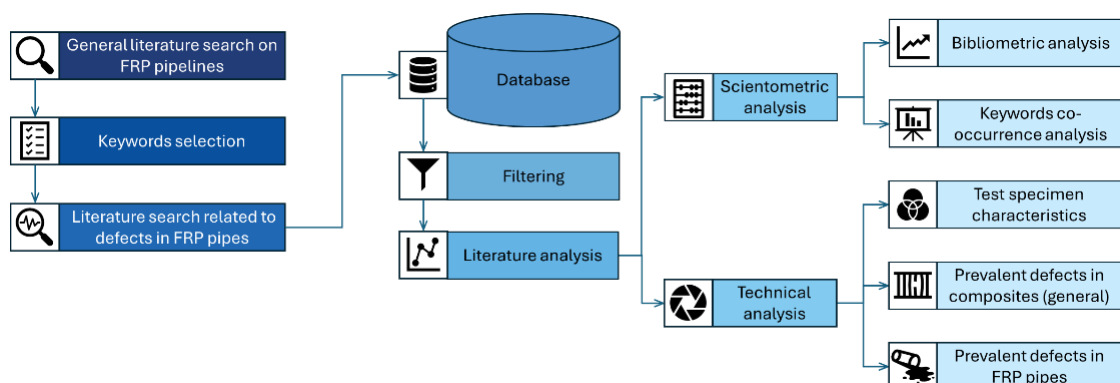 General literature search on
FRP pipelines
Keywords selection
Literature search related to
defects in FRP pipes
Database
Filtering
Literature analysis
Scientometric
analysis
Technical
analysis
Bibliometric analysis
Keywords co-
occurrence analysis
Test specimen
characteristics
Prevalent defects in
composites (general)
Prevalent defects in
FRP pipes